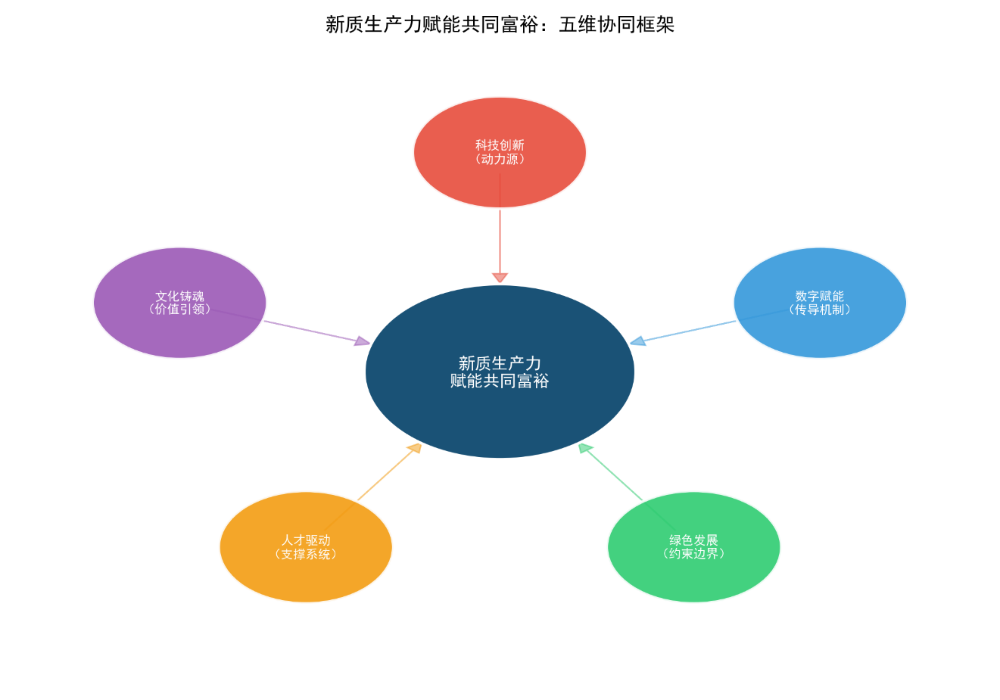 新质生产力赋能共同富裕：五维协同框架
科技创新
（动力源）
文化铸魂
（价值引领）
数字赋能
（传导机制）
新质生产力
赋能共同富裕
人才驱动
（支撑系统）
绿色发展
（约束边界）